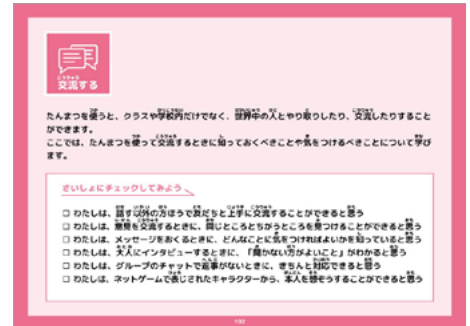 交流する
たんまつを使うと、クラスや学校内だけでなく、世界中の人とやり取りしたり、交流したりすること
ができます。
ここでは、たんまつを使って交流するときに知っておくべきことや気をつけるべきことについて学び
ます。
さいしょにチェックしてみよう
□ わたしは、話す以外の方ほうで友だちと上手に交流することができると思う
□ わたしは、意見を交流するときに、同じところとちがうところを見つけることができると思う
□ わたしは、メッセージをおくるときに、どんなことに気をつければよいかを知っていると思う
□ わたしは、大人にインタビューするときに、「聞かない方がよいこと」がわかると思う
□ わたしは、グループのチャットで返事がないときに、きちんと対応できると思う
□ わたしは、ネットゲームで表じされたキャラクターから、本人を想ぞうすることができると思う